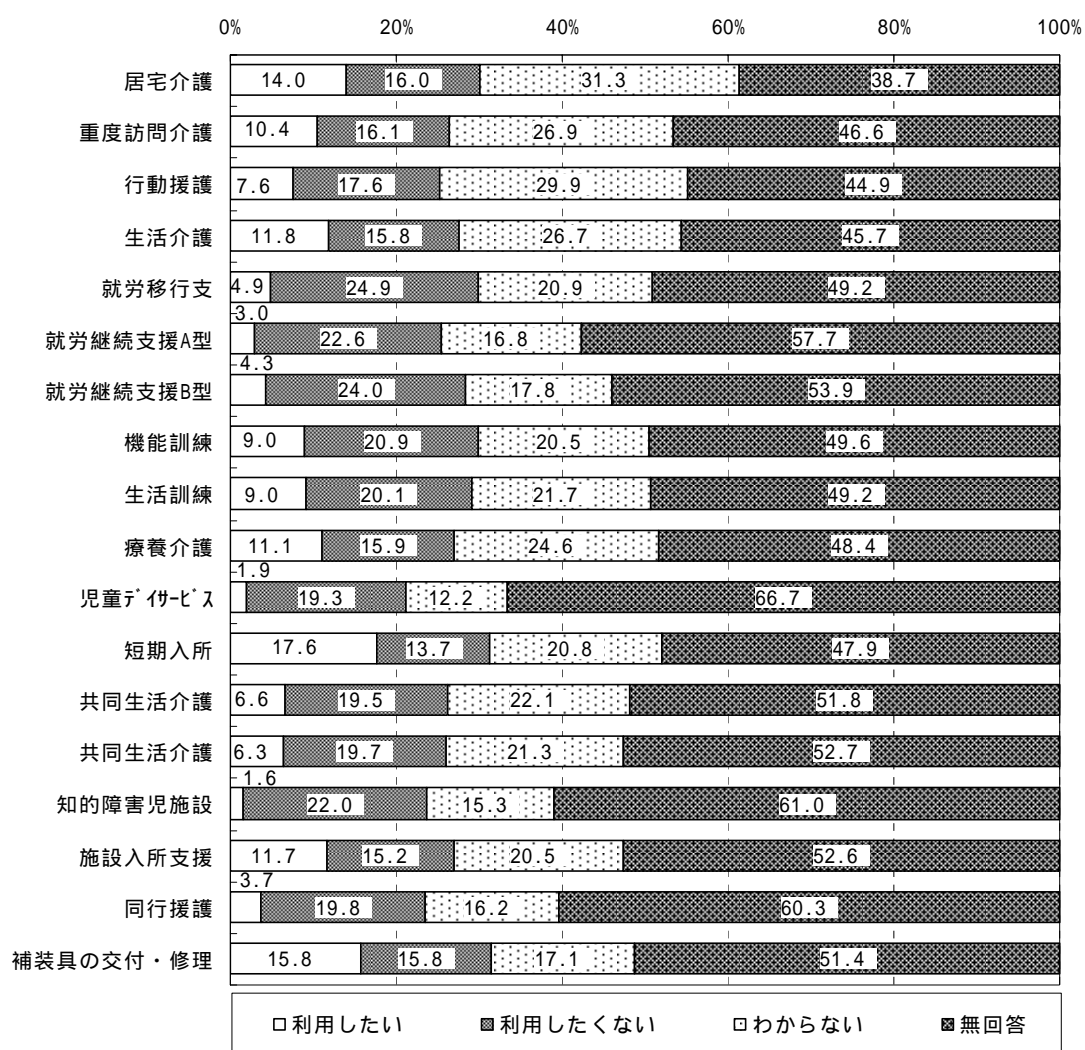 0% 20% 40% 60% 80% 100%
居宅介護 14.0 16.0 31.3 38.7
重度訪問介護 10.4 16.1 26.9 46.6
行動援護 7.6 17.6 29.9 44.9
生活介護 11.8 15.8 26.7 45.7
就労移行支 4.9 24.9 20.9 49.2
就労継続支援A型 3.0 22.6 16.8 57.7
就労継続支援B型 4.3 24.0 17.8 53.9
機能訓練 9.0 20.9 20.5 49.6
生活訓練 9.0 20.1 21.7 49.2
療養介護 11.1 15.9 24.6 48.4
児童ﾃﾞｲｻｰﾋﾞｽ 1.9 19.3 12.2 66.7
短期入所 17.6 13.7 20.8 47.9
共同生活介護 6.6 19.5 22.1 51.8
共同生活介護 6.3 19.7 21.3 52.7
知的障害児施設 1.6 22.0 15.3 61.0
施設入所支援 11.7 15.2 20.5 52.6
同行援護 3.7 19.8 16.2 60.3
補装具の交付・修理 15.8 15.8 17.1 51.4
利用したい 利用したくない わからない 無回答